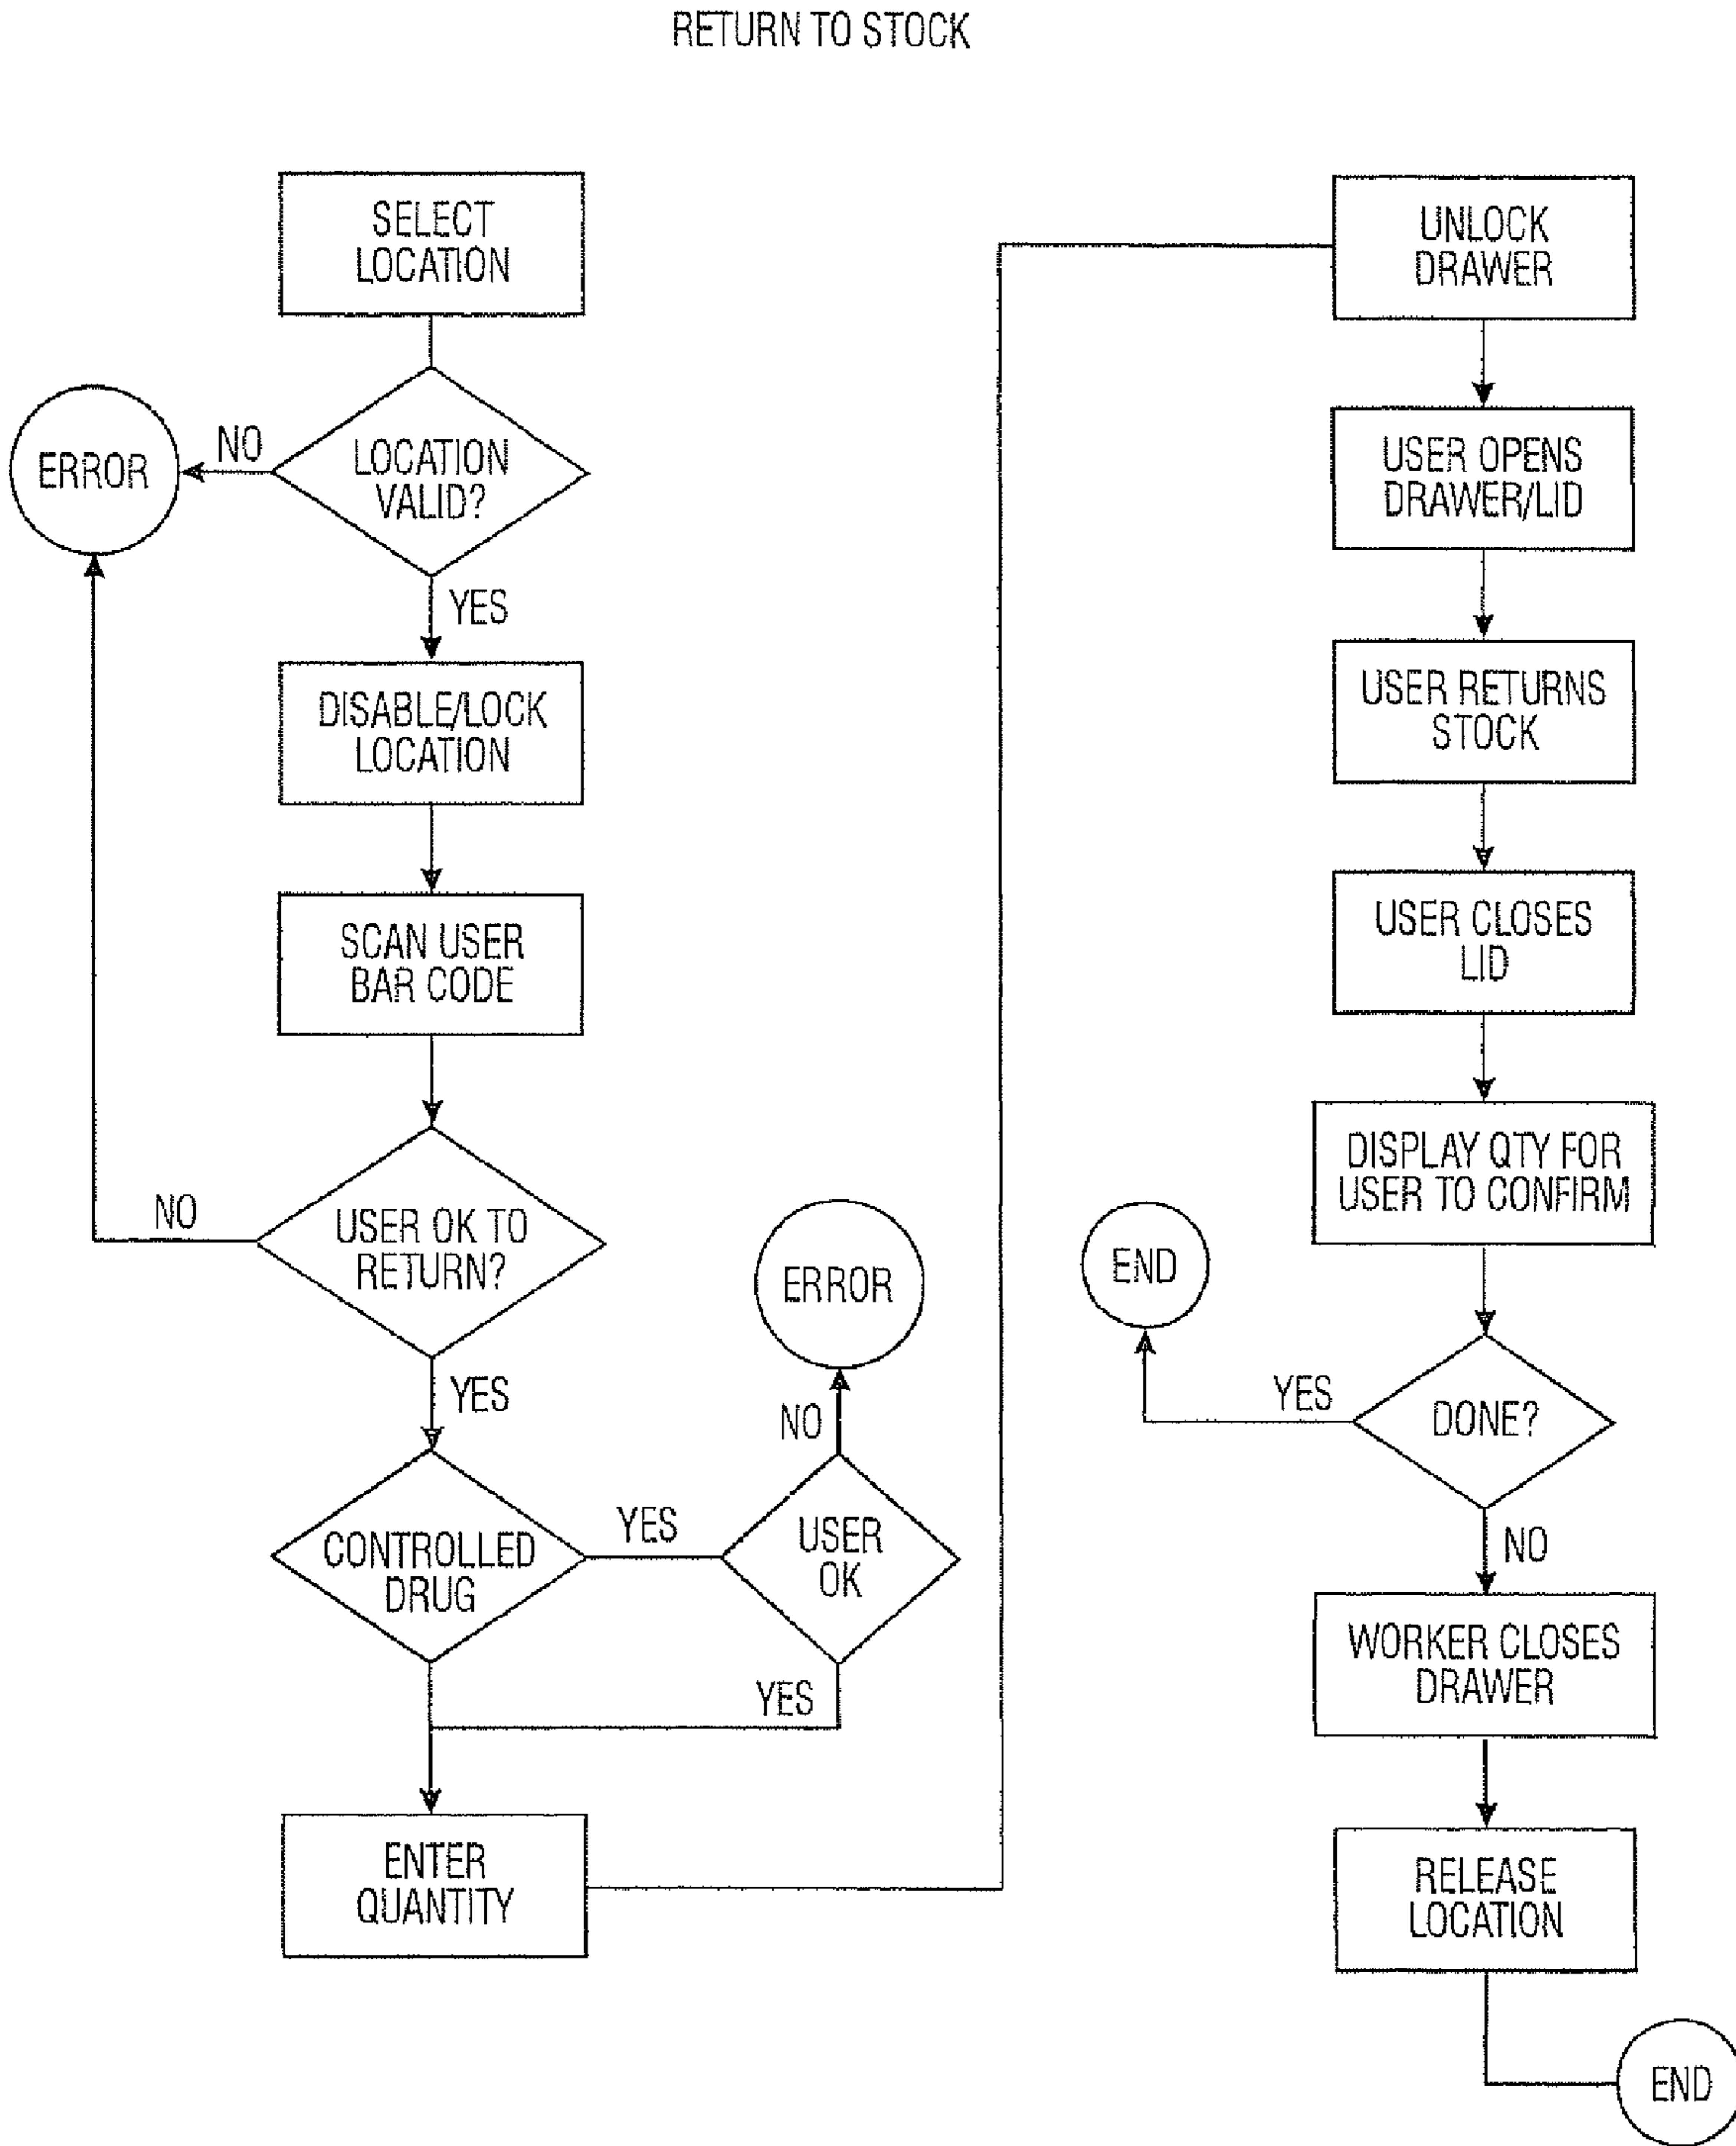 RETURN TO STOCK
SELECT
LOCATION
LOCATION
VALID?
NO
ERROR
YES
DISABLE/LOCK
LOCATION
SCAN USER
BAR CODE
USER OK TO
RETURN?
NO
YES
CONTROLLED
DRUG
YES
USER
OK
NO
ERROR
YES
ENTER
QUANTITY
UNLOCK
DRAWER
USER OPENS
DRAWER/LID
USER RETURNS
STOCK
USER CLOSES
LID
DISPLAY QTY FOR
USER TO CONFIRM
DONE?
YES
END
NO
WORKER CLOSES
DRAWER
RELEASE
LOCATION
END